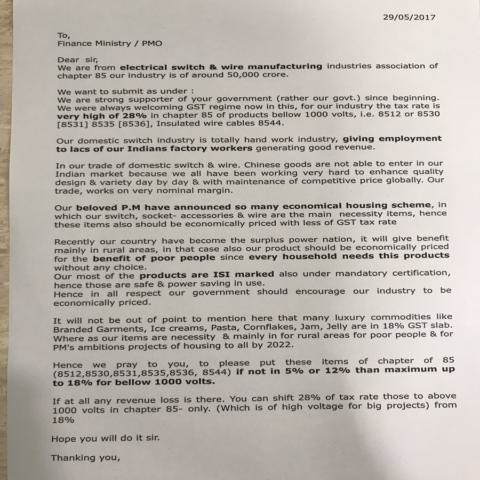 29/05/2017
To,
Finance Ministry / PMO
Dear sir,
We are from electrical switch & wire manufacturing industries association of
chapter 85 our industry is of around 50,000 crore.
We want to submit as under :
We are strong supporter of your government (rather our govt.) since beginning.
We were always welcoming GST regime now in this, for our industry the tax rate is
very high of 28% in chapter 85 of products bellow 1000 volts, i.e. 8512 or 8530
[8531] 8535 [8536], Insulated wire cables 8544.
Our domestic switch industry is totally hand work industry, giving employment
to lacs of our Indians factory workers generating good revenue.
In our trade of domestic switch & wire. Chinese goods are not able to enter in our
Indian market because we all have been working very hard to enhance quality
design & variety day by day & with maintenance of competitive price globally. Our
trade, works on very nominal margin.
Our beloved P.M have announced so many economical housing scheme, in
which our switch, socket- accessories & wire are the main necessity items, hence
these items also should be economically priced with less of GST tax rate
Recently our country have become the surplus power nation, it will give benefit
mainly in rural areas, in that case also our product should be economically priced
for the benefit of poor people since every household needs this products
without any choice.
Our most of the products are ISI marked also under mandatory certification,
hence those are safe & power saving in use.
Hence in all respect our government should encourage our industry to be
economically priced.
It will not be out of point to mention here that many luxury commodities like
Branded Garments, Ice creams, Pasta, Cornflakes, Jam, Jelly are in 18% GST slab.
Where as our items are necessity & mainly in for rural areas for poor people & for
PM's ambitions projects of housing to all by 2022.
Hence we pray to you, to please put these items of chapter of 85
(8512,8530,8531,8535,8536, 8544) if not in 5% or 12% than maximum up
to 18% for bellow 1000 volts.
If at all any revenue loss is there. You can shift 28% of tax rate those to above
1000 volts in chapter 85- only. (Which is of high voltage for big projects) from
18%
Hope you will do it sir.
Thanking you,